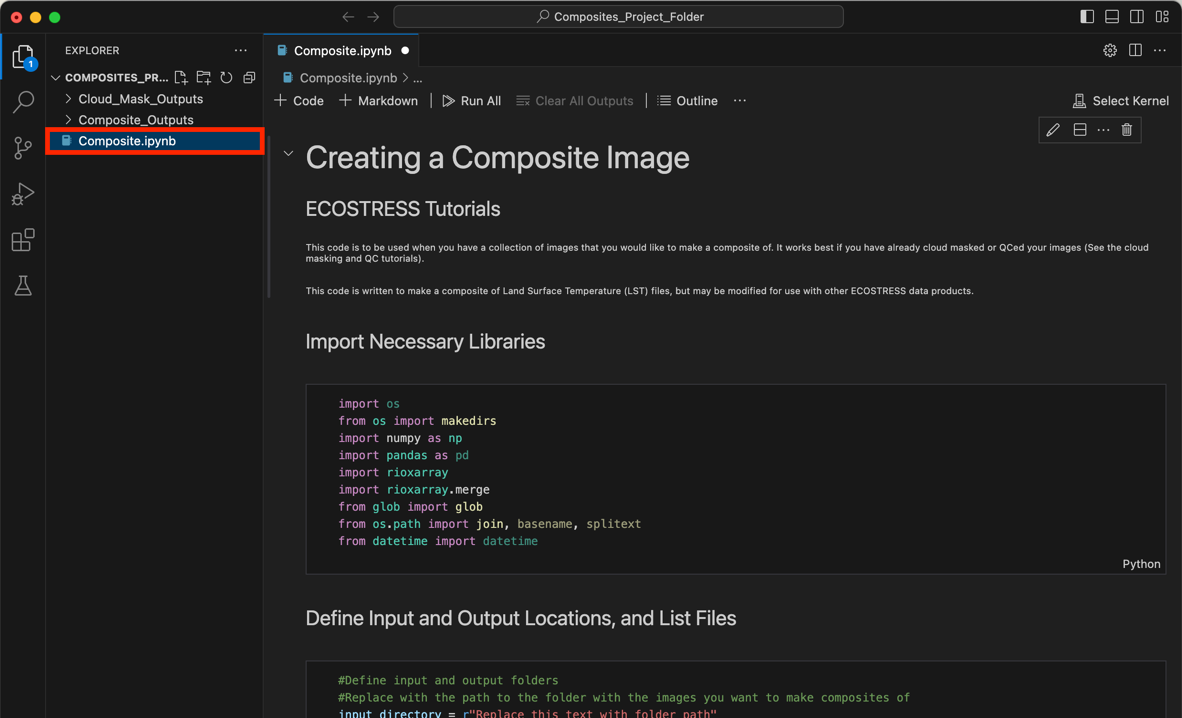 Composites_Project_Folder
EXPLORER
Composite.ipynb
1
COMPOSITES_PR...
Composite.ipynb > ...
Cloud_Mask_Outputs
Code
Markdown
Run All
Clear All Outputs
Outline
Select Kernel
Composite_Outputs
Composite.ipynb
Creating a Composite Image
ECOSTRESS Tutorials
This code is to be used when you have a collection of images that you would like to make a composite of. It works best if you have already cloud masked or QCed your images (See the cloud
masking and QC tutorials).
This code is written to make a composite of Land Surface Temperature (LST) files, but may be modified for use with other ECOSTRESS data products.
Import Necessary Libraries
import os
from os import makedirs
import numpy as np
import pandas as pd
import rioxarray
import rioxarray.merge
from glob import glob
from os.path import join, basename, splitext
from datetime import datetime
Python
Define Input and Output Locations, and List Files
#Define input and output folders
#Replace with the path to the folder with the images you want to make composites of
input_directory = r"Replace this text with folder path"